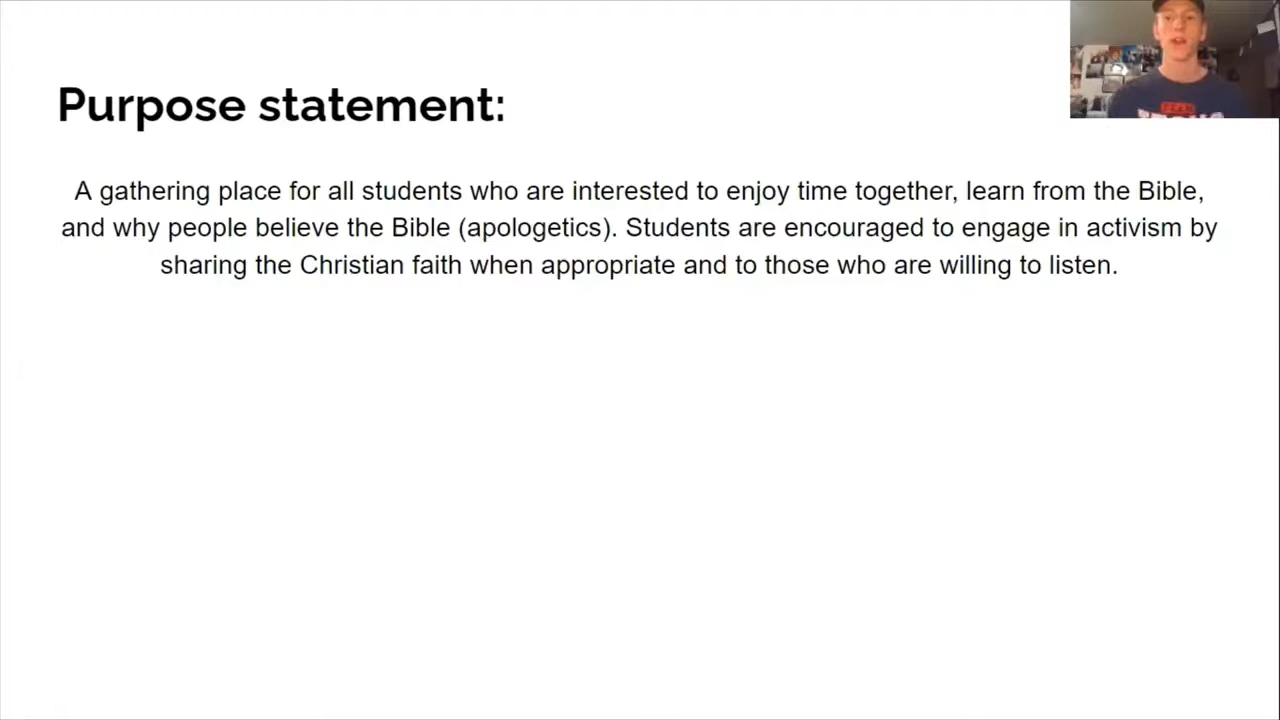 Purpose statement:
A gathering place for all students who are interested to enjoy time together, learn from the Bible,
and why people believe the Bible (apologetics). Students are encouraged to engage in activism by
sharing the Christian faith when appropriate and to those who are willing to listen.